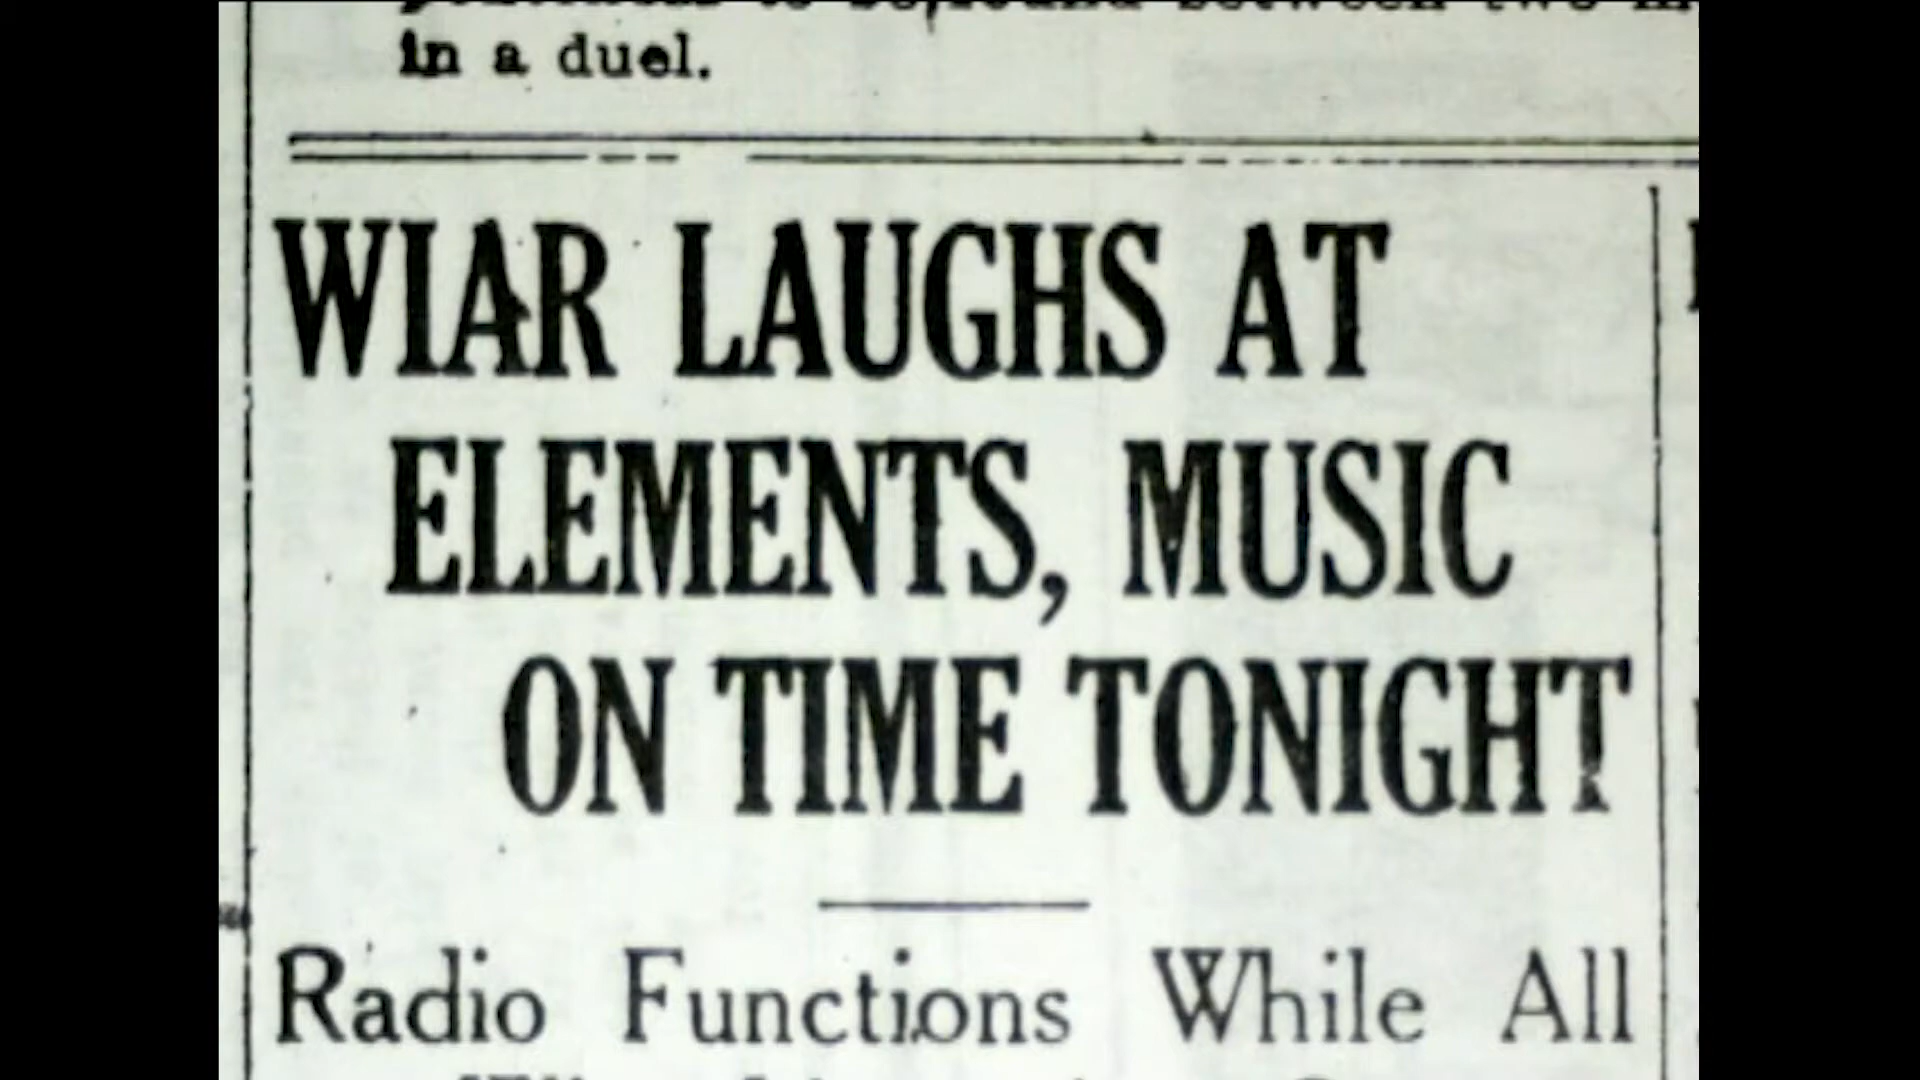 in a duel.
WIAR LAUGHS AT
ELEMENTS, MUSIC
ON TIME TONIGHT
Radio Functions While All